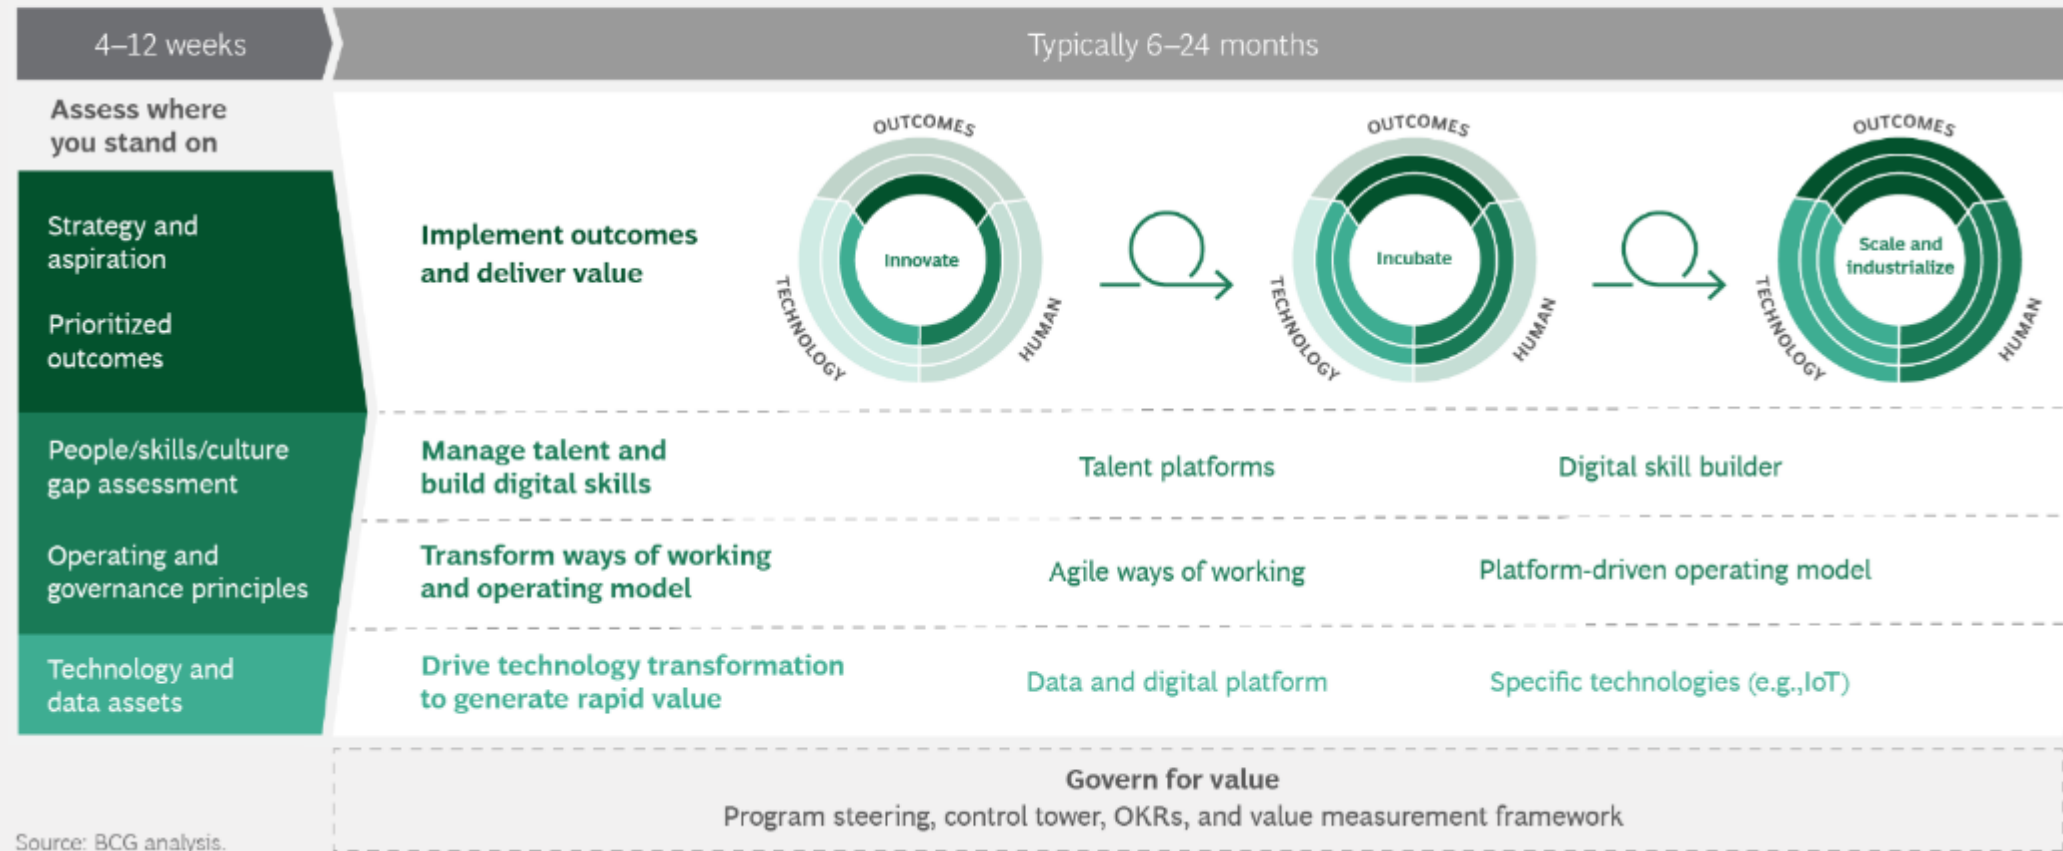 4–12 weeks
Typically 6–24 months
Assess where
you stand on
Strategy and
aspiration
Prioritized
outcomes
People/skills/culture
gap assessment
Operating and
governance principles
Technology and
data assets
Implement outcomes
and deliver value
OUTCOMES
TECHNOLOGY
HUMAN
Innovate
OUTCOMES
TECHNOLOGY
HUMAN
Incubate
OUTCOMES
TECHNOLOGY
HUMAN
Scale and
industrialize
Manage talent and
build digital skills
Talent platforms
Digital skill builder
Transform ways of working
and operating model
Agile ways of working
Platform-driven operating model
Drive technology transformation
to generate rapid value
Data and digital platform
Specific technologies (e.g.,IoT)
Govern for value
Program steering, control tower, OKRs, and value measurement framework
Source: BCG analysis.